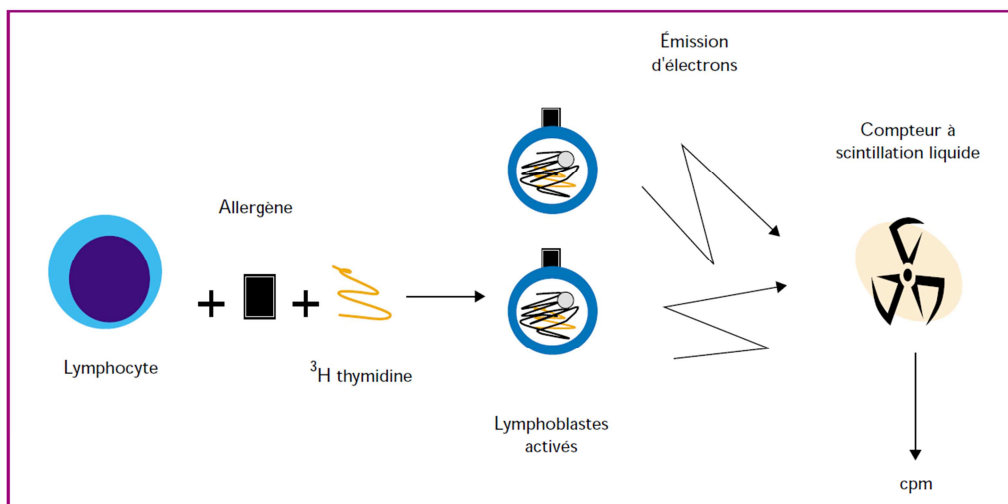 Émission
d'électrons
Compteur à
scintillation liquide
Allergène
+
+
Lymphocyte
³H thymidine
Lymphoblastes
activés
cpm